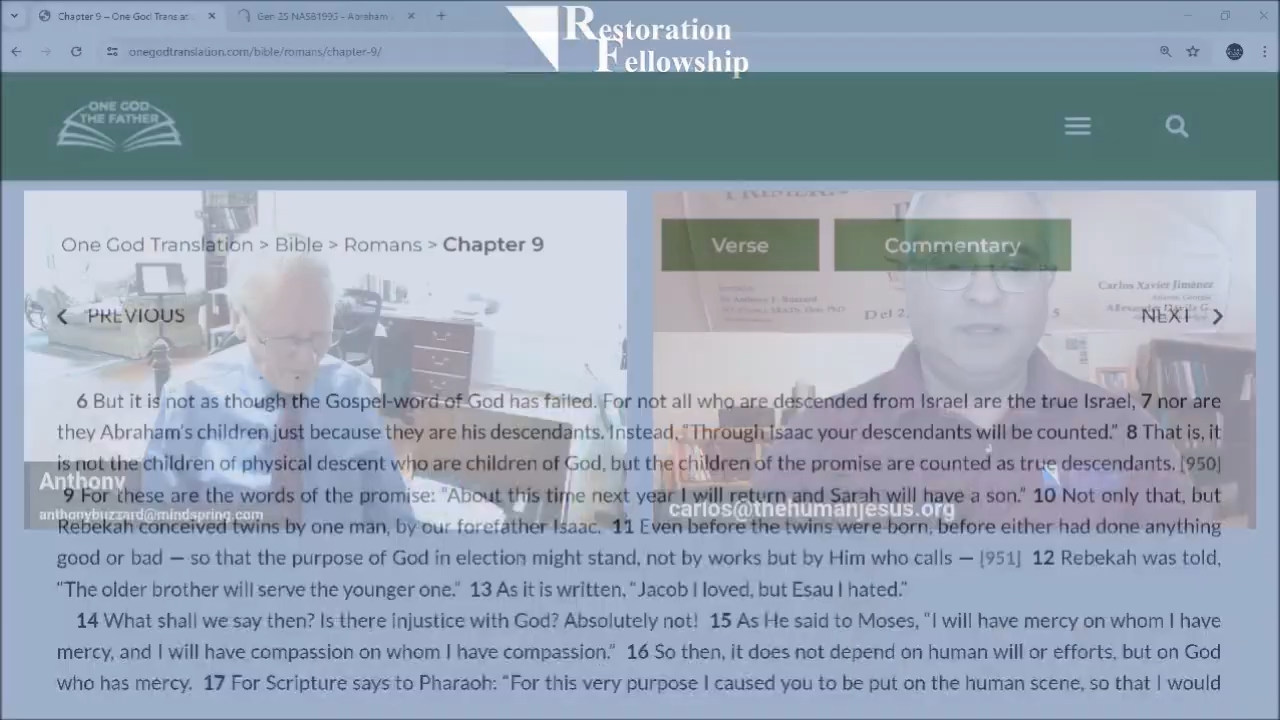 Chapter 9 – One God Translat
Gen 25 NASB1995 - Abraham
onegodtranslation.com/bible/romans/chapter-9/
Restoration
Fellowship
ONE GOD
THE FATHER
One God Translation > Bible > Romans > Chapter 9
Verse
Commentary
Carlos Xavier Jimenez
PREVIOUS
Del 2
NEXT
6 But it is not as though the Gospel-word of God has failed. For not all who are descended from Israel are the true Israel, 7 nor are
they Abraham's children just because they are his descendants. Instead, "Through Isaac your descendants will be counted." 8 That is, it
is not the children of physical descent who are children of God, but the children of the promise are counted as true descendants. [950]
Anthony
9 For these are the words of the promise: "About this time next year I will return and Sarah will have a son." 10 Not only that, but
anthonybuzzard@mindspring.com
carlos@thehumanjesus.org
Rebekah conceived twins by one man, by our forefather Isaac. 11 Even before the twins were born, before either had done anything
good or bad — so that the purpose of God in election might stand, not by works but by Him who calls — [951] 12 Rebekah was told,
"The older brother will serve the younger one." 13 As it is written, "Jacob I loved, but Esau I hated."
14 What shall we say then? Is there injustice with God? Absolutely not! 15 As He said to Moses, "I will have mercy on whom I have
mercy, and I will have compassion on whom I have compassion." 16 So then, it does not depend on human will or efforts, but on God
who has mercy. 17 For Scripture says to Pharaoh: "For this very purpose I caused you to be put on the human scene, so that I would